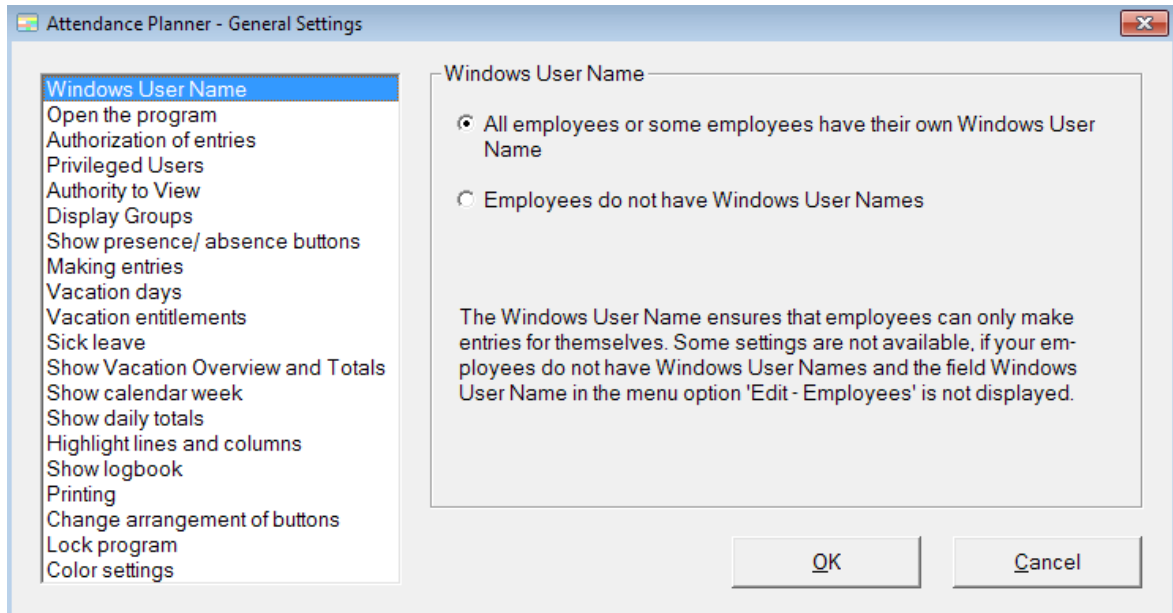 Attendance Planner - General Settings
Windows User Name
Open the program
Authorization of entries
Privileged Users
Authority to View
Display Groups
Show presence/ absence buttons
Making entries
Vacation days
Vacation entitlements
Sick leave
Show Vacation Overview and Totals
Show calendar week
Show daily totals
Highlight lines and columns
Show logbook
Printing
Change arrangement of buttons
Lock program
Color settings
Windows User Name
All employees or some employees have their own Windows User
Name
Employees do not have Windows User Names
The Windows User Name ensures that employees can only make
entries for themselves. Some settings are not available, if your em-
ployees do not have Windows User Names and the field Windows
User Name in the menu option 'Edit - Employees' is not displayed.
OK
Cancel